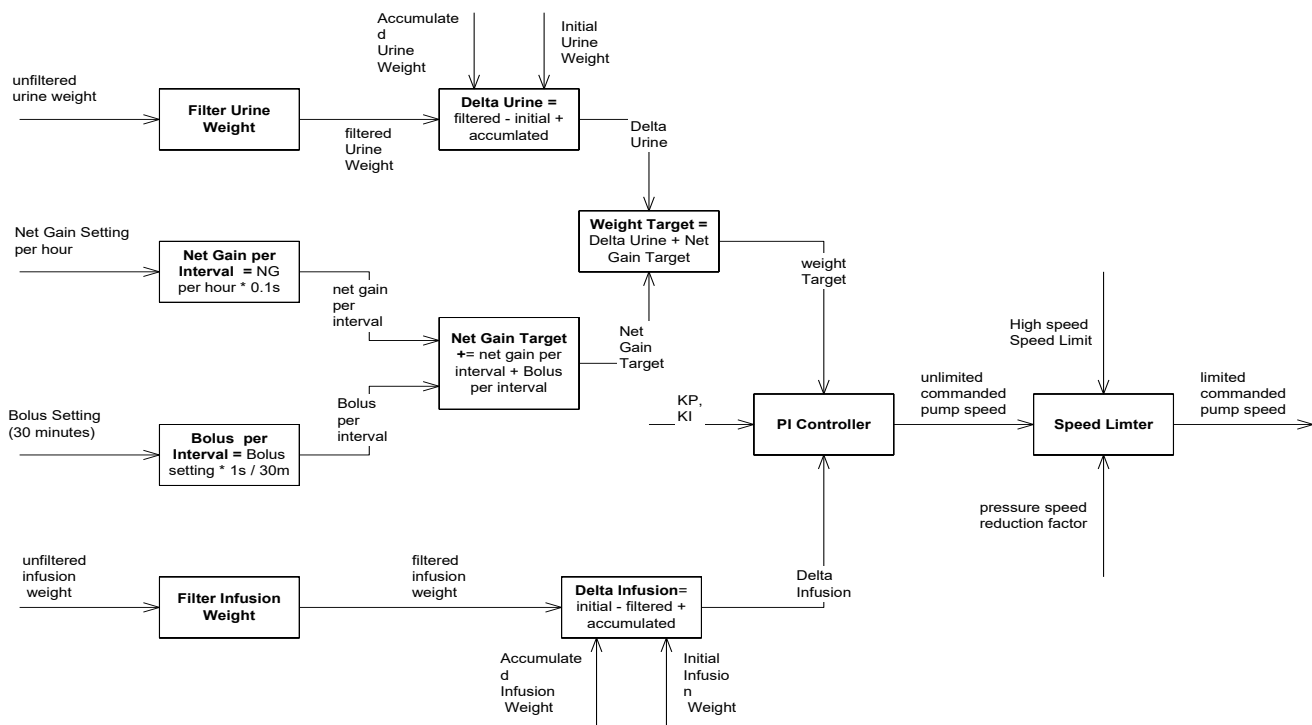 Accumulate
d
Urine
Weight
Initial
Urine
Weight
unfiltered
urine weight
Filter Urine
Weight
filtered
Urine
Weight
Delta Urine =
filtered - initial +
accumlated
Delta
Urine
Net Gain Setting
per hour
Net Gain per
Interval = NG
per hour * 0.1s
net gain
per
interval
Weight Target =
Delta Urine + Net
Gain Target
weight
Target
Net Gain Target
+= net gain per
interval + Bolus
per interval
Net
Gain
Target
High speed
Speed Limit
Bolus Setting
(30 minutes)
Bolus per
Interval = Bolus
setting * 1s / 30m
Bolus
per
interval
KP,
KI
PI Controller
unlimited
commanded
pump speed
Speed Limter
limited
commanded
pump speed
pressure speed
reduction factor
unfiltered
infusion
weight
Filter Infusion
Weight
filtered
infusion
weight
Delta Infusion=
initial - filtered +
accumulated
Delta
Infusion
Accumulate
d
Infusion
Weight
Initial
Infusio
n
Weight